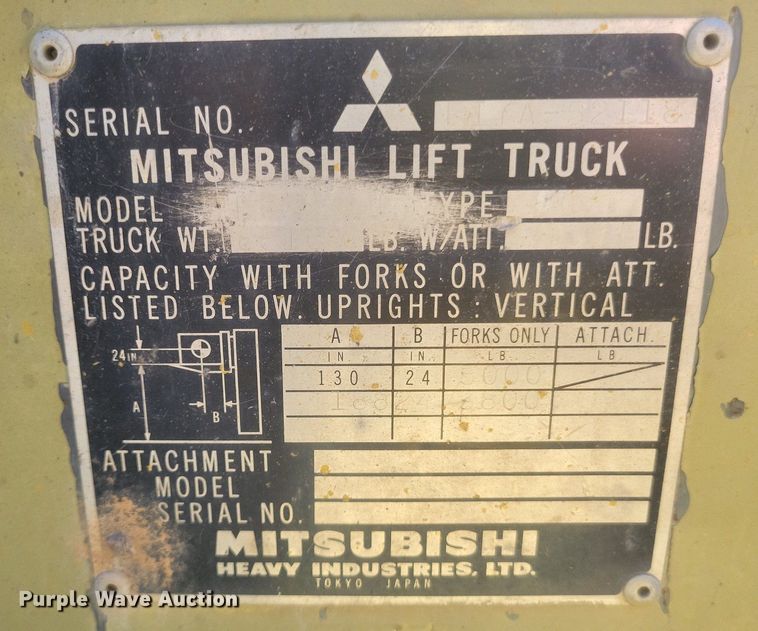 SERIAL NO.
MITSUBISHI LIFT TRUCK
MODEL TYPE
TRUCK WT. LB. W/ATT. LB.
CAPACITY WITH FORKS OR WITH ATT.
LISTED BELOW. UPRIGHTS : VERTICAL
A B FORKS ONLY ATTACH.
24IN IN IN. LB. LB.
130 24
A B
ATTACHMENT
MODEL
SERIAL NO.
MITSUBISHI
HEAVY INDUSTRIES, LTD.
TOKYO JAPAN
Purple Wave Auction